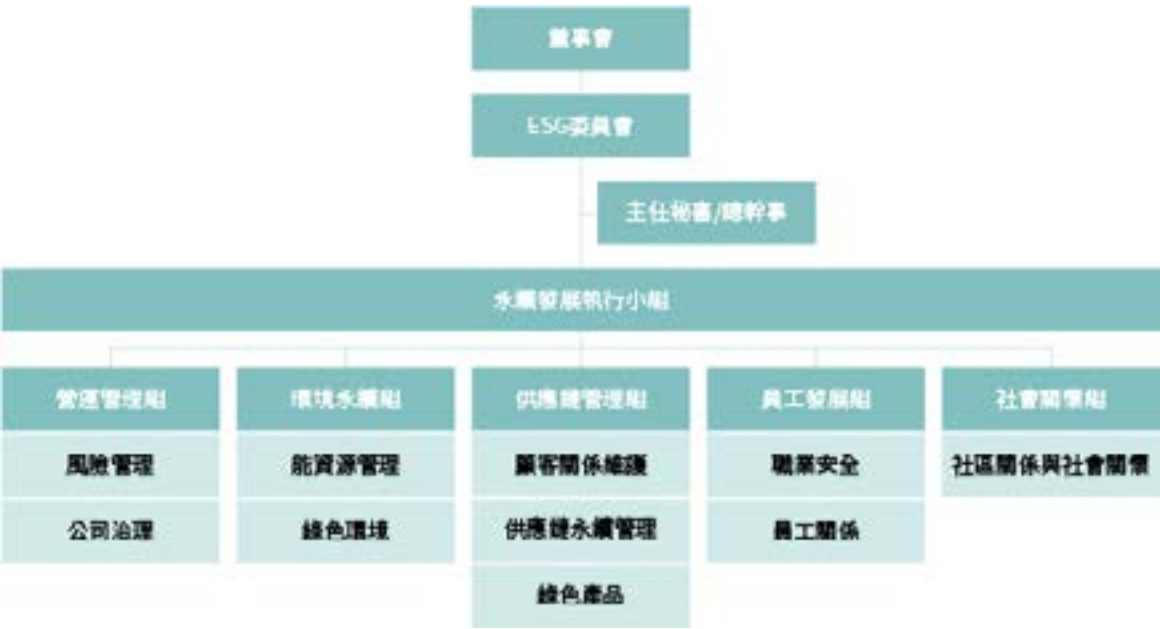 董事會
ESG委員會
主任秘書/總幹事
永續發展執行小組
營運管理組
環境永續組
供應鏈管理組
員工發展組
社會關懷組
風險管理
能資源管理
顧客關係維護
職業安全
社區關係與社會關懷
公司治理
綠色環境
供應鏈永續管理
員工關係
綠色產品